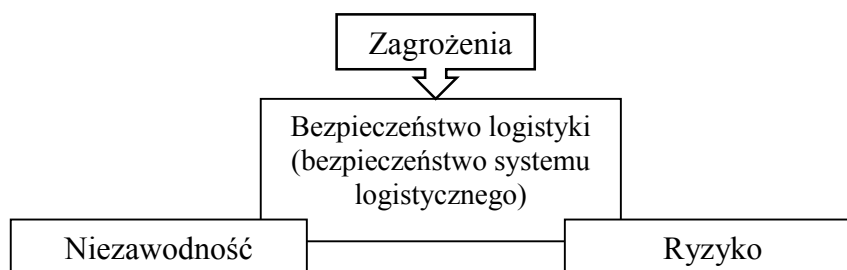 Zagrożenia
Bezpieczeństwo logistyki
(bezpieczeństwo systemu
logistycznego)
Niezawodność
Ryzyko